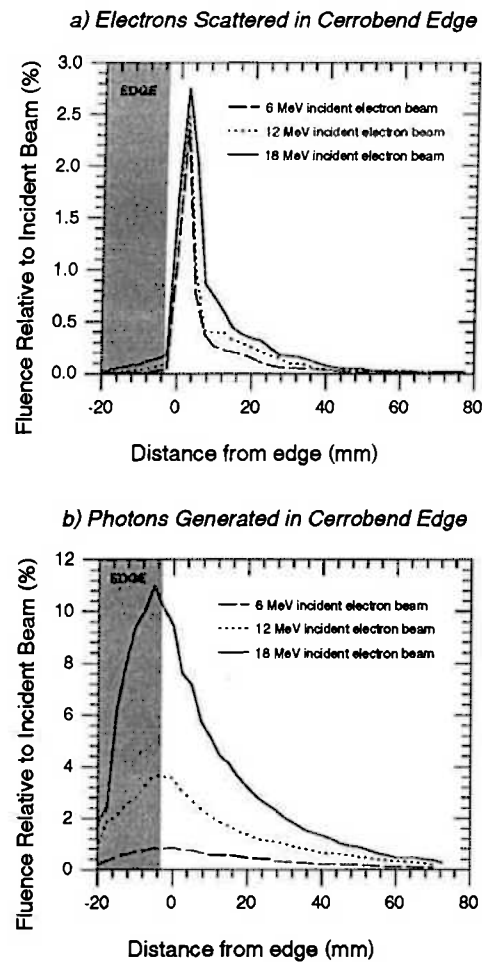 a) Electrons Scattered in Cerrobend Edge
3.0
EDGE
2.5
2.0
1.5
1.0
0.5
0.0
Fluence Relative to Incident Beam (%)
6 MeV incident electron beam
12 MeV incident electron beam
18 MeV incident electron beam
-20 0 20 40 60 80
Distance from edge (mm)
b) Photons Generated in Cerrobend Edge
12
EDGE
10
8
6
4
2
0
Fluence Relative to Incident Beam (%)
6 MeV incident electron beam
12 MeV incident electron beam
18 MeV incident electron beam
-20 0 20 40 60 80
Distance from edge (mm)